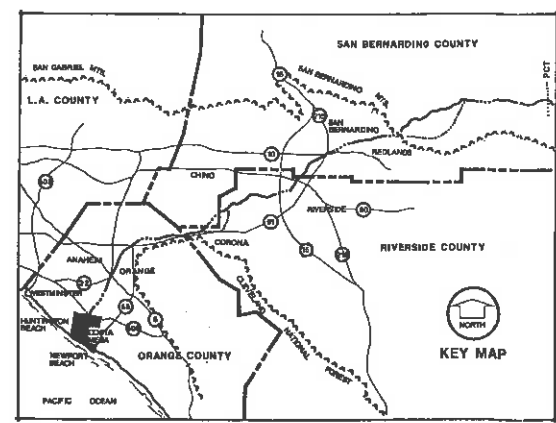 SAN BERNARDINO COUNTY
SAN GABRIEL MTS.
L.A. COUNTY
SAN BERNARDINO
MTS.
PCT
SAN
BERNARDINO
REDLANDS
10
CHINO
RIVERSIDE
60
91
CORONA
15
RIVERSIDE COUNTY
ANAHEIM
ORANGE
22
WESTMINSTER
CLEVELAND
NATIONAL
FOREST
55
5
HUNTINGTON
BEACH
COSTA
MESA
NEWPORT
BEACH
ORANGE COUNTY
NORTH
KEY MAP
PACIFIC OCEAN